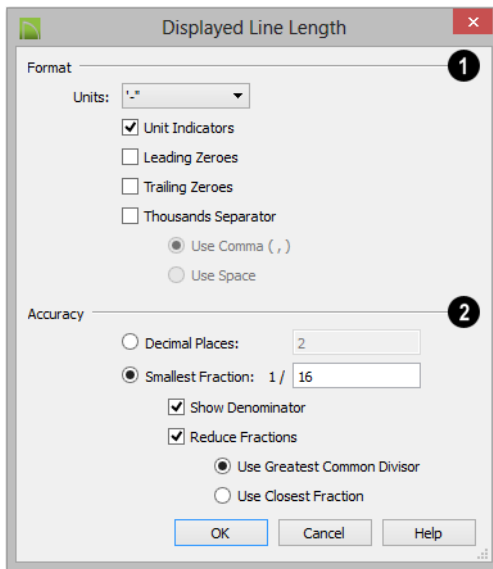 Displayed Line Length
Format
1
Units: '-"
Unit Indicators
Leading Zeroes
Trailing Zeroes
Thousands Separator
Use Comma ( , )
Use Space
Accuracy
2
Decimal Places: 2
Smallest Fraction: 1 / 16
Show Denominator
Reduce Fractions
Use Greatest Common Divisor
Use Closest Fraction
OK Cancel Help